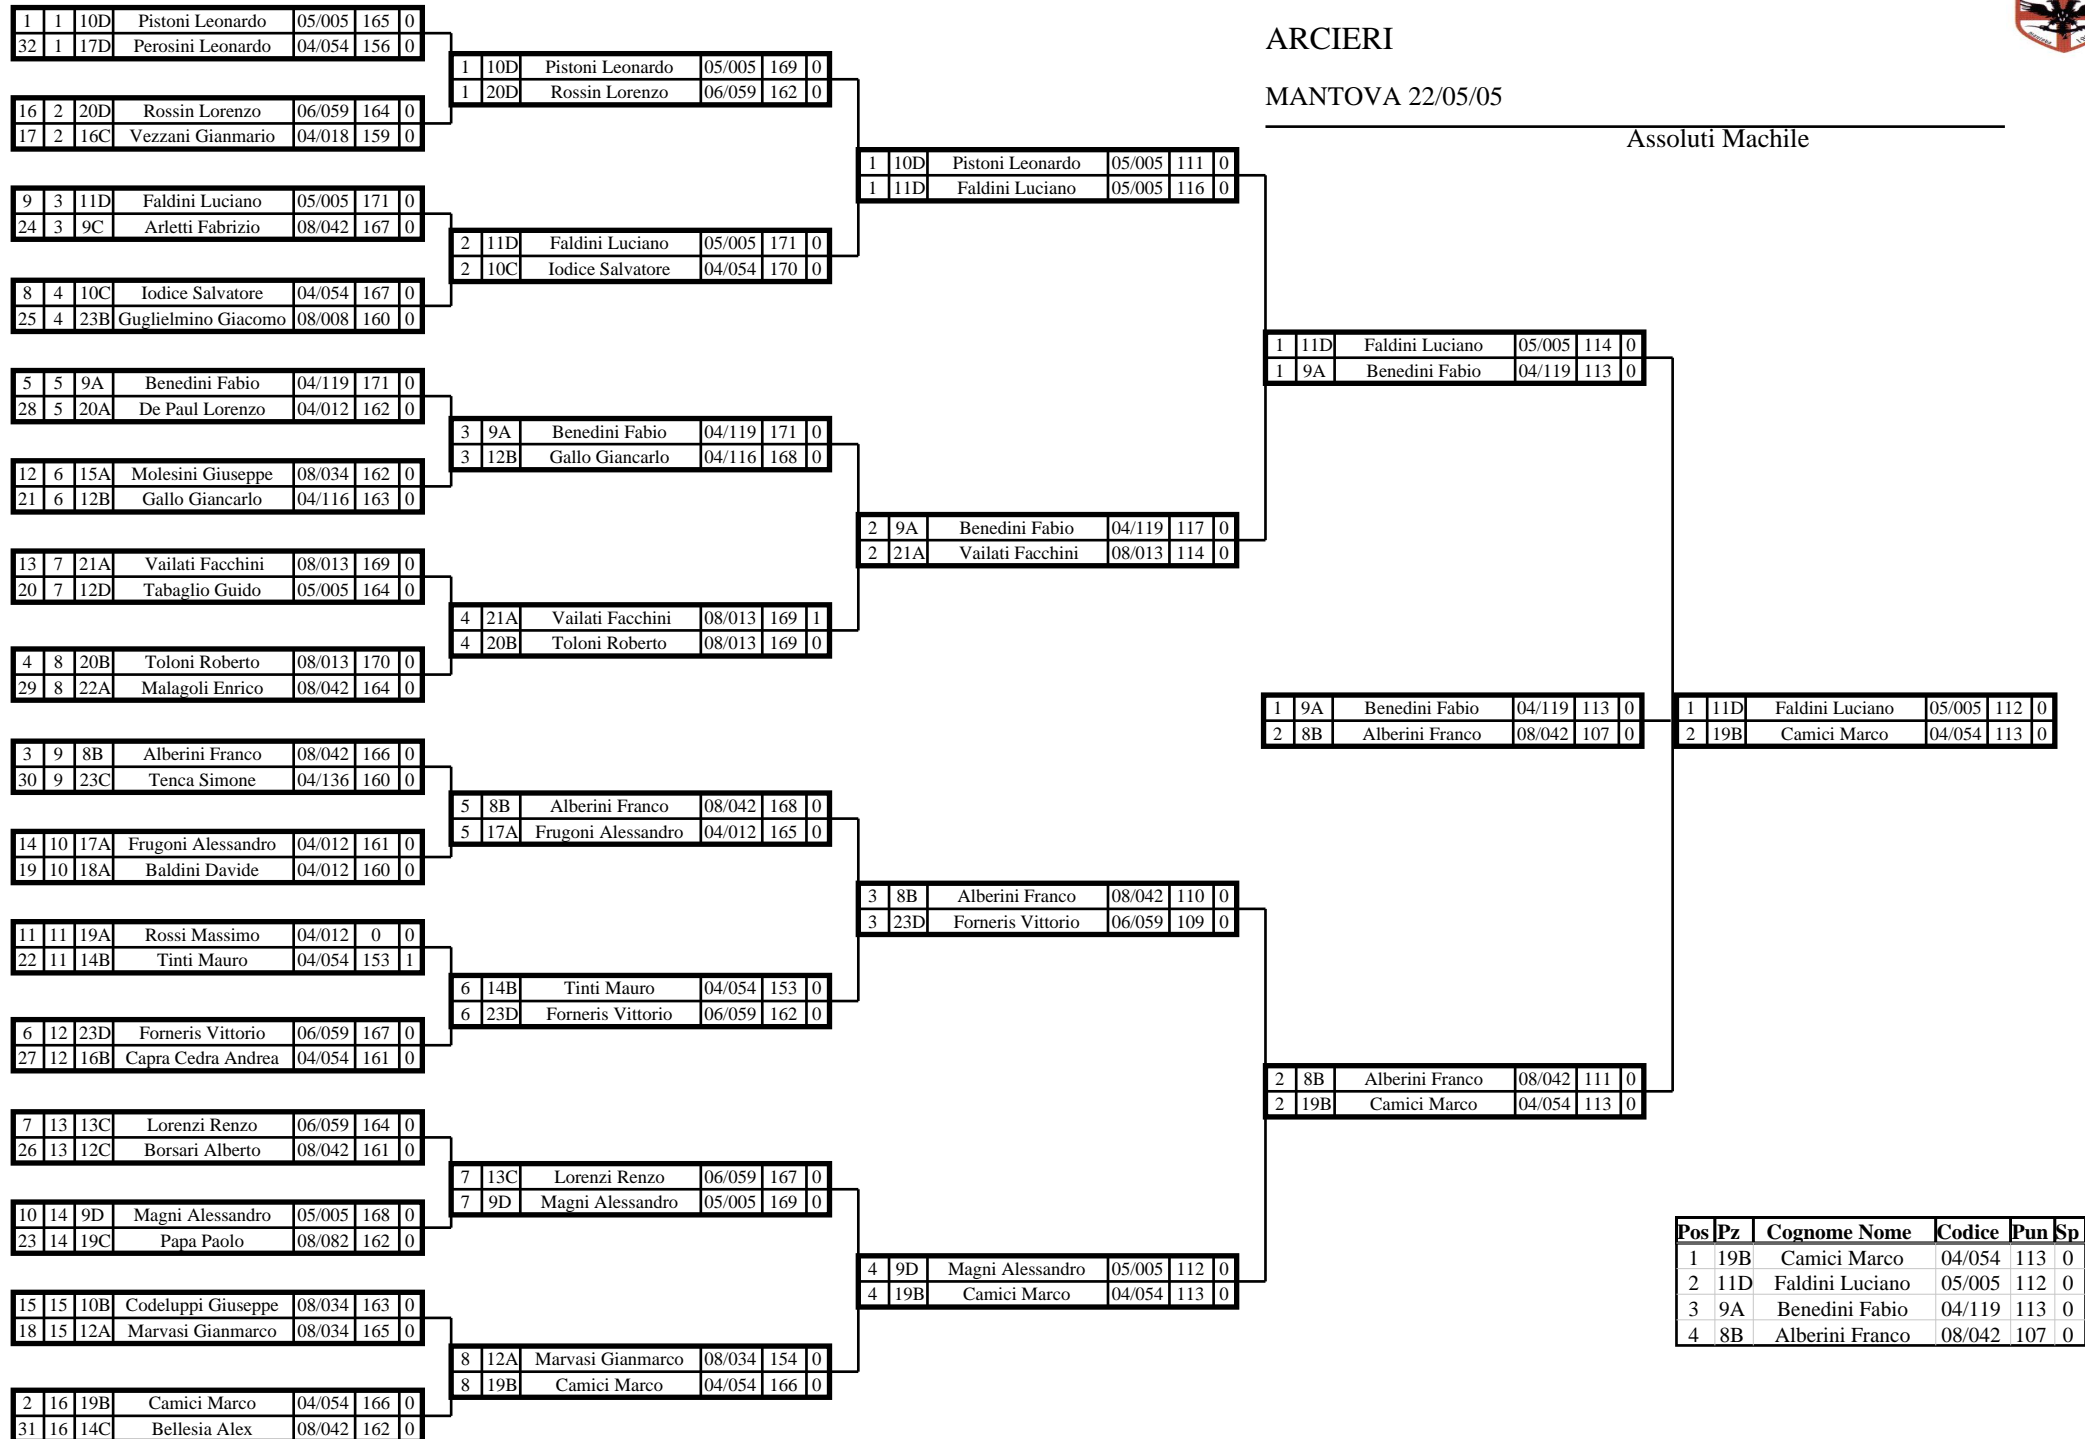 ARCIERI
MANTOVA 22/05/05
Assoluti Machile
1 1 10D Pistoni Leonardo 05/005 165 0
32 1 17D Perosini Leonardo 04/054 156 0
16 2 20D Rossin Lorenzo 06/059 164 0
17 2 16C Vezzani Gianmario 04/018 159 0
9 3 11D Faldini Luciano 05/005 171 0
24 3 9C Arletti Fabrizio 08/042 167 0
8 4 10C Iodice Salvatore 04/054 167 0
25 4 23B Guglielmino Giacomo 08/008 160 0
5 5 9A Benedini Fabio 04/119 171 0
28 5 20A De Paul Lorenzo 04/012 162 0
12 6 15A Molesini Giuseppe 08/034 162 0
21 6 12B Gallo Giancarlo 04/116 163 0
13 7 21A Vailati Facchini 08/013 169 0
20 7 12D Tabaglio Guido 05/005 164 0
4 8 20B Toloni Roberto 08/013 170 0
29 8 22A Malagoli Enrico 08/042 164 0
3 9 8B Alberini Franco 08/042 166 0
30 9 23C Tenca Simone 04/136 160 0
14 10 17A Frugoni Alessandro 04/012 161 0
19 10 18A Baldini Davide 04/012 160 0
11 11 19A Rossi Massimo 04/012 0 0
22 11 14B Tinti Mauro 04/054 153 1
6 12 23D Forneris Vittorio 06/059 167 0
27 12 16B Capra Cedra Andrea 04/054 161 0
7 13 13C Lorenzi Renzo 06/059 164 0
26 13 12C Borsari Alberto 08/042 161 0
10 14 9D Magni Alessandro 05/005 168 0
23 14 19C Papa Paolo 08/082 162 0
15 15 10B Codeluppi Giuseppe 08/034 163 0
18 15 12A Marvasi Gianmarco 08/034 165 0
2 16 19B Camici Marco 04/054 166 0
31 16 14C Bellesia Alex 08/042 162 0
1 10D Pistoni Leonardo 05/005 169 0
1 20D Rossin Lorenzo 06/059 162 0
2 11D Faldini Luciano 05/005 171 0
2 10C Iodice Salvatore 04/054 170 0
3 9A Benedini Fabio 04/119 171 0
3 12B Gallo Giancarlo 04/116 168 0
4 21A Vailati Facchini 08/013 169 1
4 20B Toloni Roberto 08/013 169 0
5 8B Alberini Franco 08/042 168 0
5 17A Frugoni Alessandro 04/012 165 0
6 14B Tinti Mauro 04/054 153 0
6 23D Forneris Vittorio 06/059 162 0
7 13C Lorenzi Renzo 06/059 167 0
7 9D Magni Alessandro 05/005 169 0
8 12A Marvasi Gianmarco 08/034 154 0
8 19B Camici Marco 04/054 166 0
1 10D Pistoni Leonardo 05/005 111 0
1 11D Faldini Luciano 05/005 116 0
2 9A Benedini Fabio 04/119 117 0
2 21A Vailati Facchini 08/013 114 0
3 8B Alberini Franco 08/042 110 0
3 23D Forneris Vittorio 06/059 109 0
4 9D Magni Alessandro 05/005 112 0
4 19B Camici Marco 04/054 113 0
1 11D Faldini Luciano 05/005 114 0
1 9A Benedini Fabio 04/119 113 0
1 9A Benedini Fabio 04/119 113 0
2 8B Alberini Franco 08/042 107 0
2 8B Alberini Franco 08/042 111 0
2 19B Camici Marco 04/054 113 0
1 11D Faldini Luciano 05/005 112 0
2 19B Camici Marco 04/054 113 0
Pos Pz Cognome Nome Codice Pun Sp
1 19B Camici Marco 04/054 113 0
2 11D Faldini Luciano 05/005 112 0
3 9A Benedini Fabio 04/119 113 0
4 8B Alberini Franco 08/042 107 0